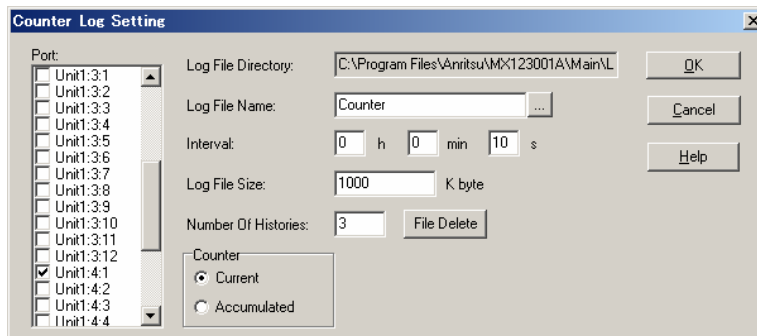 Counter Log Setting
Port:
Unit1:3:1
Unit1:3:2
Unit1:3:3
Unit1:3:4
Unit1:3:5
Unit1:3:6
Unit1:3:7
Unit1:3:8
Unit1:3:9
Unit1:3:10
Unit1:3:11
Unit1:3:12
Unit1:4:1
Unit1:4:2
Unit1:4:3
Unit1:4:4
Log File Directory: C:\Program Files\Anritsu\MX123001A\Main\L
Log File Name: Counter ...
Interval: 0 h 0 min 10 s
Log File Size: 1000 K byte
Number Of Histories: 3 File Delete
Counter
Current
Accumulated
OK
Cancel
Help